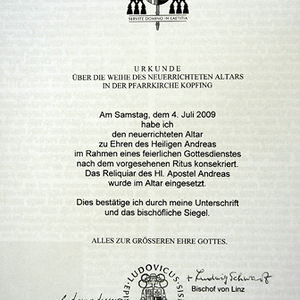 SERVITE DOMINO IN LAETITIA
URKUNDE
ÜBER DIE WEIHE DES NEUERRICHTETEN ALTARS
IN DER PFARRKIRCHE KOPFING
Am Samstag, dem 4. Juli 2009
habe ich
den neuerrichteten Altar
zu Ehren des Heiligen Andreas
im Rahmen eines feierlichen Gottesdienstes
nach dem vorgesehenen Ritus konsekriert.
Das Reliquiar des Hl. Apostel Andreas
wurde im Altar eingesetzt.
Dies bestätige ich durch meine Unterschrift
und das bischöfliche Siegel.
ALLES ZUR GRÖSSEREN EHRE GOTTES.
LUDOVICUS
+ Ludwig Schwarz
Bischof von Linz